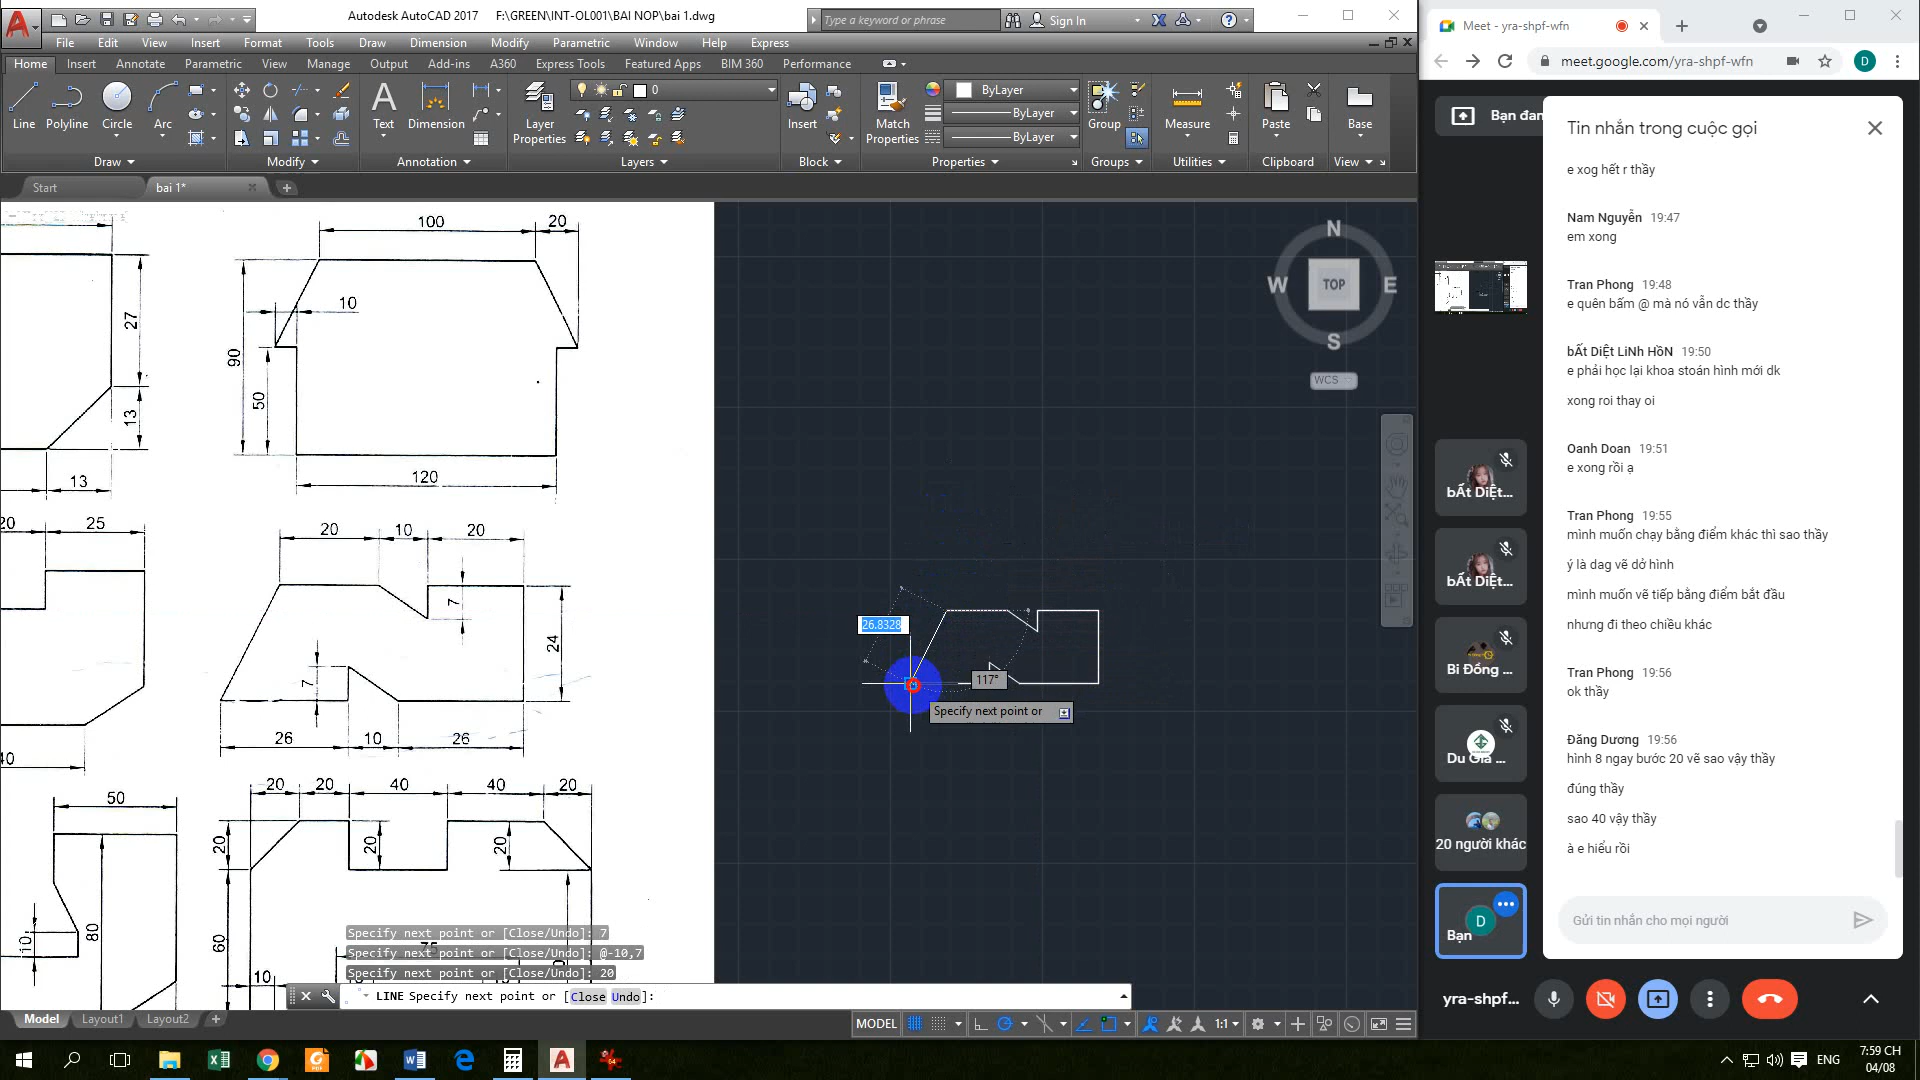 Autodesk AutoCAD 2017 F:\GREEN\INT-OL001\BAI NOP\bai 1.dwg
Type a keyword or phrase
Sign In
File Edit View Insert Format Tools Draw Dimension Modify Parametric Window Help Express
Home Insert Annotate Parametric View Manage Output Add-ins A360 Express Tools Featured Apps BIM 360 Performance
0
ByLayer
ByLayer
ByLayer
Line Polyline Circle Arc
Text Dimension
Layer Properties
Insert
Match Properties
Group
Measure
Paste
Base
Draw Modify Annotation Layers Block Properties Groups Utilities Clipboard View
Start
bai 1*
100
20
10
27
90
50
13
13
120
20
25
20
10
20
7
24
7
26
10
26
40
50
20
20
40
20
20
20
20
80
10
60
10
75
N
W
TOP
E
S
WCS
26.8328
117°
Specify next point or
Specify next point or [Close/Undo]: 7
Specify next point or [Close/Undo]: @-10,7
Specify next point or [Close/Undo]: 20
LINE Specify next point or [Close Undo]:
Model Layout1 Layout2
MODEL
1:1
Meet - yra-shpf-wfn
meet.google.com/yra-shpf-wfn
D
Bạn đan
Tin nhắn trong cuộc gọi
e xog hết r thầy
Nam Nguyễn 19:47
em xong
Tran Phong 19:48
e quên bấm @ mà nó vẫn dc thầy
bẤt DiỆt LiNh HồN 19:50
e phải học lại khoa stoán hình mới dk
xong roi thay oi
Oanh Doan 19:51
e xong rồi ạ
Tran Phong 19:55
mình muốn chạy bằng điểm khác thì sao thầy
ý là dag vẽ dở hình
mình muốn vẽ tiếp bằng điểm bắt đầu
nhưng đi theo chiều khác
Tran Phong 19:56
ok thầy
Đăng Dương 19:56
hình 8 ngay bước 20 vẽ sao vậy thầy
đúng thầy
sao 40 vậy thầy
à e hiểu rồi
Gửi tin nhắn cho mọi người
bẤt DiỆt...
bẤt DiỆt...
Bi Đồng ...
Du Gia ...
20 người khác
D
Bạn
yra-shpf...
ENG
7:59 CH
04/08